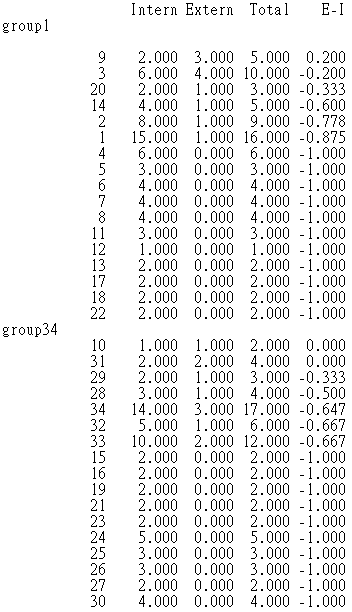 Intern Extern Total E-I
group1
9 2.000 3.000 5.000 0.200
3 6.000 4.000 10.000 -0.200
20 2.000 1.000 3.000 -0.333
14 4.000 1.000 5.000 -0.600
2 8.000 1.000 9.000 -0.778
1 15.000 1.000 16.000 -0.875
4 6.000 0.000 6.000 -1.000
5 3.000 0.000 3.000 -1.000
6 4.000 0.000 4.000 -1.000
7 4.000 0.000 4.000 -1.000
8 4.000 0.000 4.000 -1.000
11 3.000 0.000 3.000 -1.000
12 1.000 0.000 1.000 -1.000
13 2.000 0.000 2.000 -1.000
17 2.000 0.000 2.000 -1.000
18 2.000 0.000 2.000 -1.000
22 2.000 0.000 2.000 -1.000
group34
10 1.000 1.000 2.000 0.000
31 2.000 2.000 4.000 0.000
29 2.000 1.000 3.000 -0.333
28 3.000 1.000 4.000 -0.500
34 14.000 3.000 17.000 -0.647
32 5.000 1.000 6.000 -0.667
33 10.000 2.000 12.000 -0.667
15 2.000 0.000 2.000 -1.000
16 2.000 0.000 2.000 -1.000
19 2.000 0.000 2.000 -1.000
21 2.000 0.000 2.000 -1.000
23 2.000 0.000 2.000 -1.000
24 5.000 0.000 5.000 -1.000
25 3.000 0.000 3.000 -1.000
26 3.000 0.000 3.000 -1.000
27 2.000 0.000 2.000 -1.000
30 4.000 0.000 4.000 -1.000